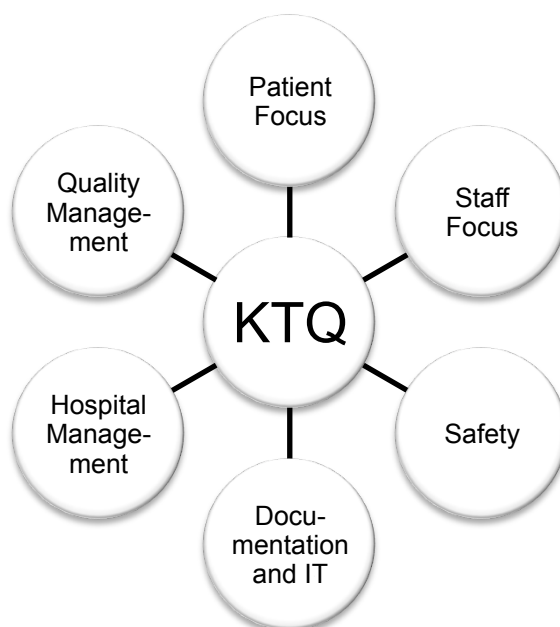 Patient
Focus
Quality
Manage-
ment
Staff
Focus
KTQ
Hospital
Manage-
ment
Safety
Docu-
mentation
and IT